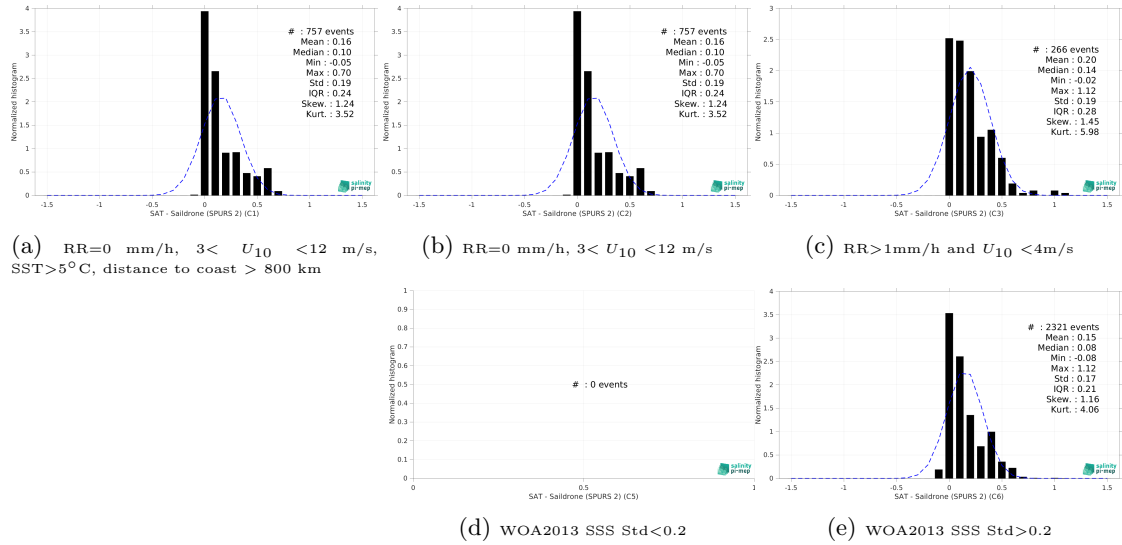 4
3.5
3
2.5
2
1.5
1
0.5
0
Normalized histogram
# : 757 events
Mean : 0.16
Median : 0.10
Min : -0.05
Max : 0.70
Std : 0.19
IQR : 0.24
Skew. : 1.24
Kurt. : 3.52
salinity
pi-mep
-1.5 -1 -0.5 0 0.5 1 1.5
SAT - Saildrone (SPURS 2) (C1)
(a) RR=0 mm/h, 3< U10 <12 m/s,
SST>5°C, distance to coast > 800 km
4
3.5
3
2.5
2
1.5
1
0.5
0
Normalized histogram
# : 757 events
Mean : 0.16
Median : 0.10
Min : -0.05
Max : 0.70
Std : 0.19
IQR : 0.24
Skew. : 1.24
Kurt. : 3.52
salinity
pi-mep
-1.5 -1 -0.5 0 0.5 1 1.5
SAT - Saildrone (SPURS 2) (C2)
(b) RR=0 mm/h, 3< U10 <12 m/s
3
2.5
2
1.5
1
0.5
0
Normalized histogram
# : 266 events
Mean : 0.20
Median : 0.14
Min : -0.02
Max : 1.12
Std : 0.19
IQR : 0.28
Skew. : 1.45
Kurt. : 5.98
salinity
pi-mep
-1.5 -1 -0.5 0 0.5 1 1.5
SAT - Saildrone (SPURS 2) (C3)
(c) RR>1mm/h and U10 <4m/s
1
0.9
0.8
0.7
0.6
0.5
0.4
0.3
0.2
0.1
0
Normalized histogram
# : 0 events
salinity
pi-mep
0 0.5 1
SAT - Saildrone (SPURS 2) (C5)
(d) WOA2013 SSS Std<0.2
4
3.5
3
2.5
2
1.5
1
0.5
0
Normalized histogram
# : 2321 events
Mean : 0.15
Median : 0.08
Min : -0.08
Max : 1.12
Std : 0.17
IQR : 0.21
Skew. : 1.16
Kurt. : 4.06
salinity
pi-mep
-1.5 -1 -0.5 0 0.5 1 1.5
SAT - Saildrone (SPURS 2) (C6)
(e) WOA2013 SSS Std>0.2